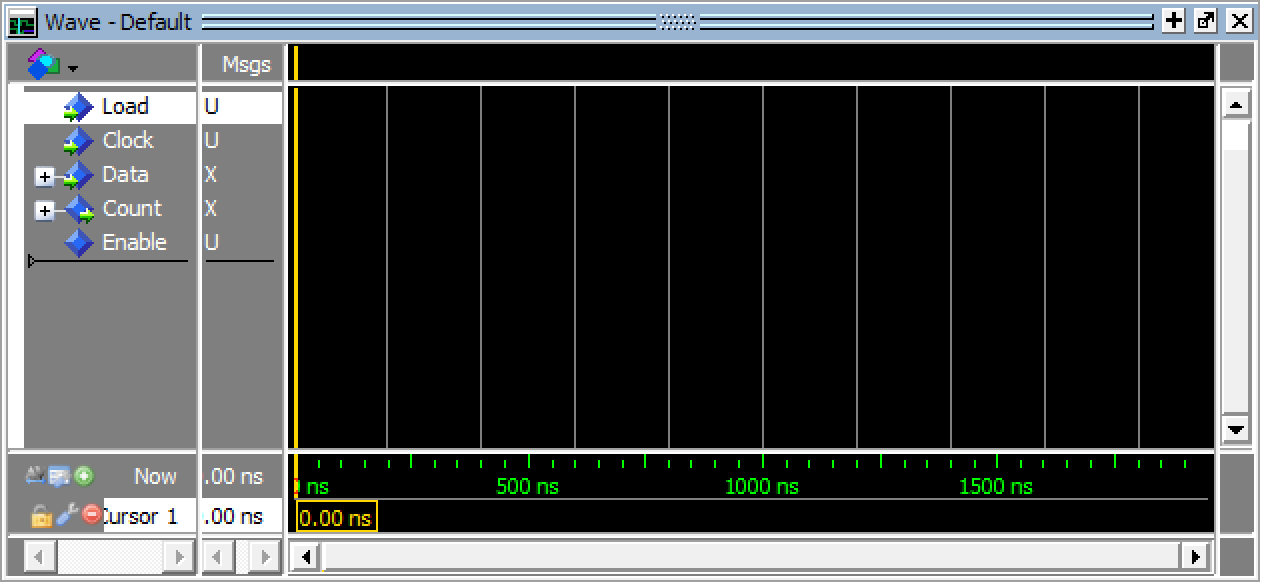 Wave - Default
Msgs
Load U
Clock U
Data X
Count X
Enable U
Now .00 ns
ns 500 ns 1000 ns 1500 ns
Cursor 1 .00 ns 0.00 ns